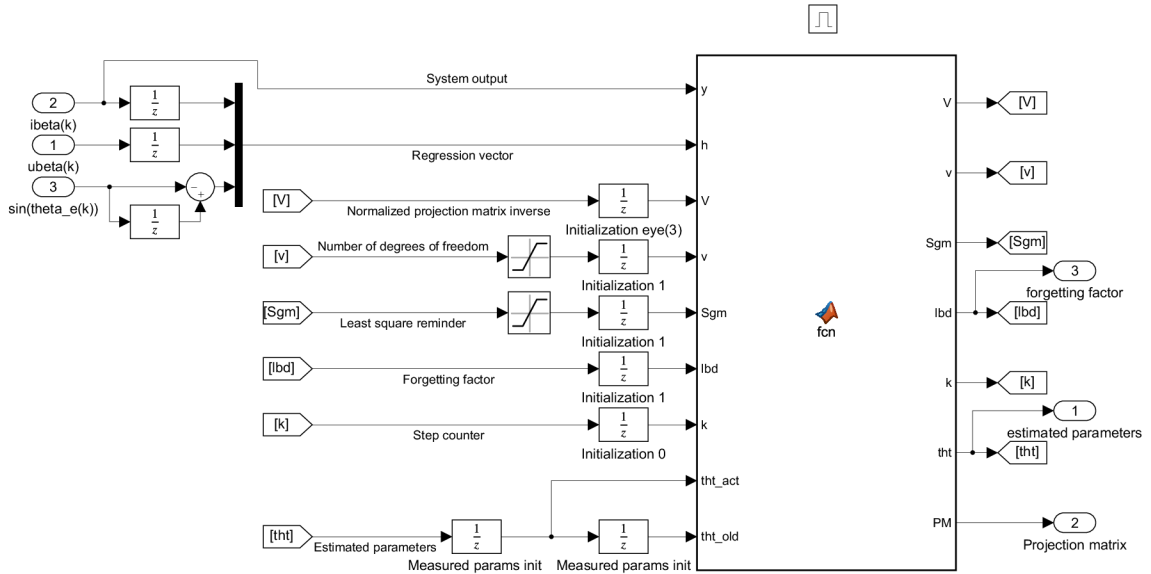 System output
y
2
1
z
ibeta(k)
1
1
z
ubeta(k)
h
Regression vector
3
sin(theta_e(k))
−
+
1
z
[V]
Normalized projection matrix inverse
1
z
Initialization eye(3)
V
[v]
Number of degrees of freedom
1
z
Initialization 1
v
[Sgm]
Least square reminder
1
z
Initialization 1
Sgm
[lbd]
Forgetting factor
1
z
Initialization 1
lbd
[k]
Step counter
1
z
Initialization 0
k
tht_act
[tht]
Estimated parameters
1
z
Measured params init
1
z
Measured params init
tht_old
fcn
V
[V]
v
[v]
Sgm
[Sgm]
3
forgetting factor
lbd
[lbd]
k
[k]
1
estimated parameters
tht
[tht]
PM
2
Projection matrix